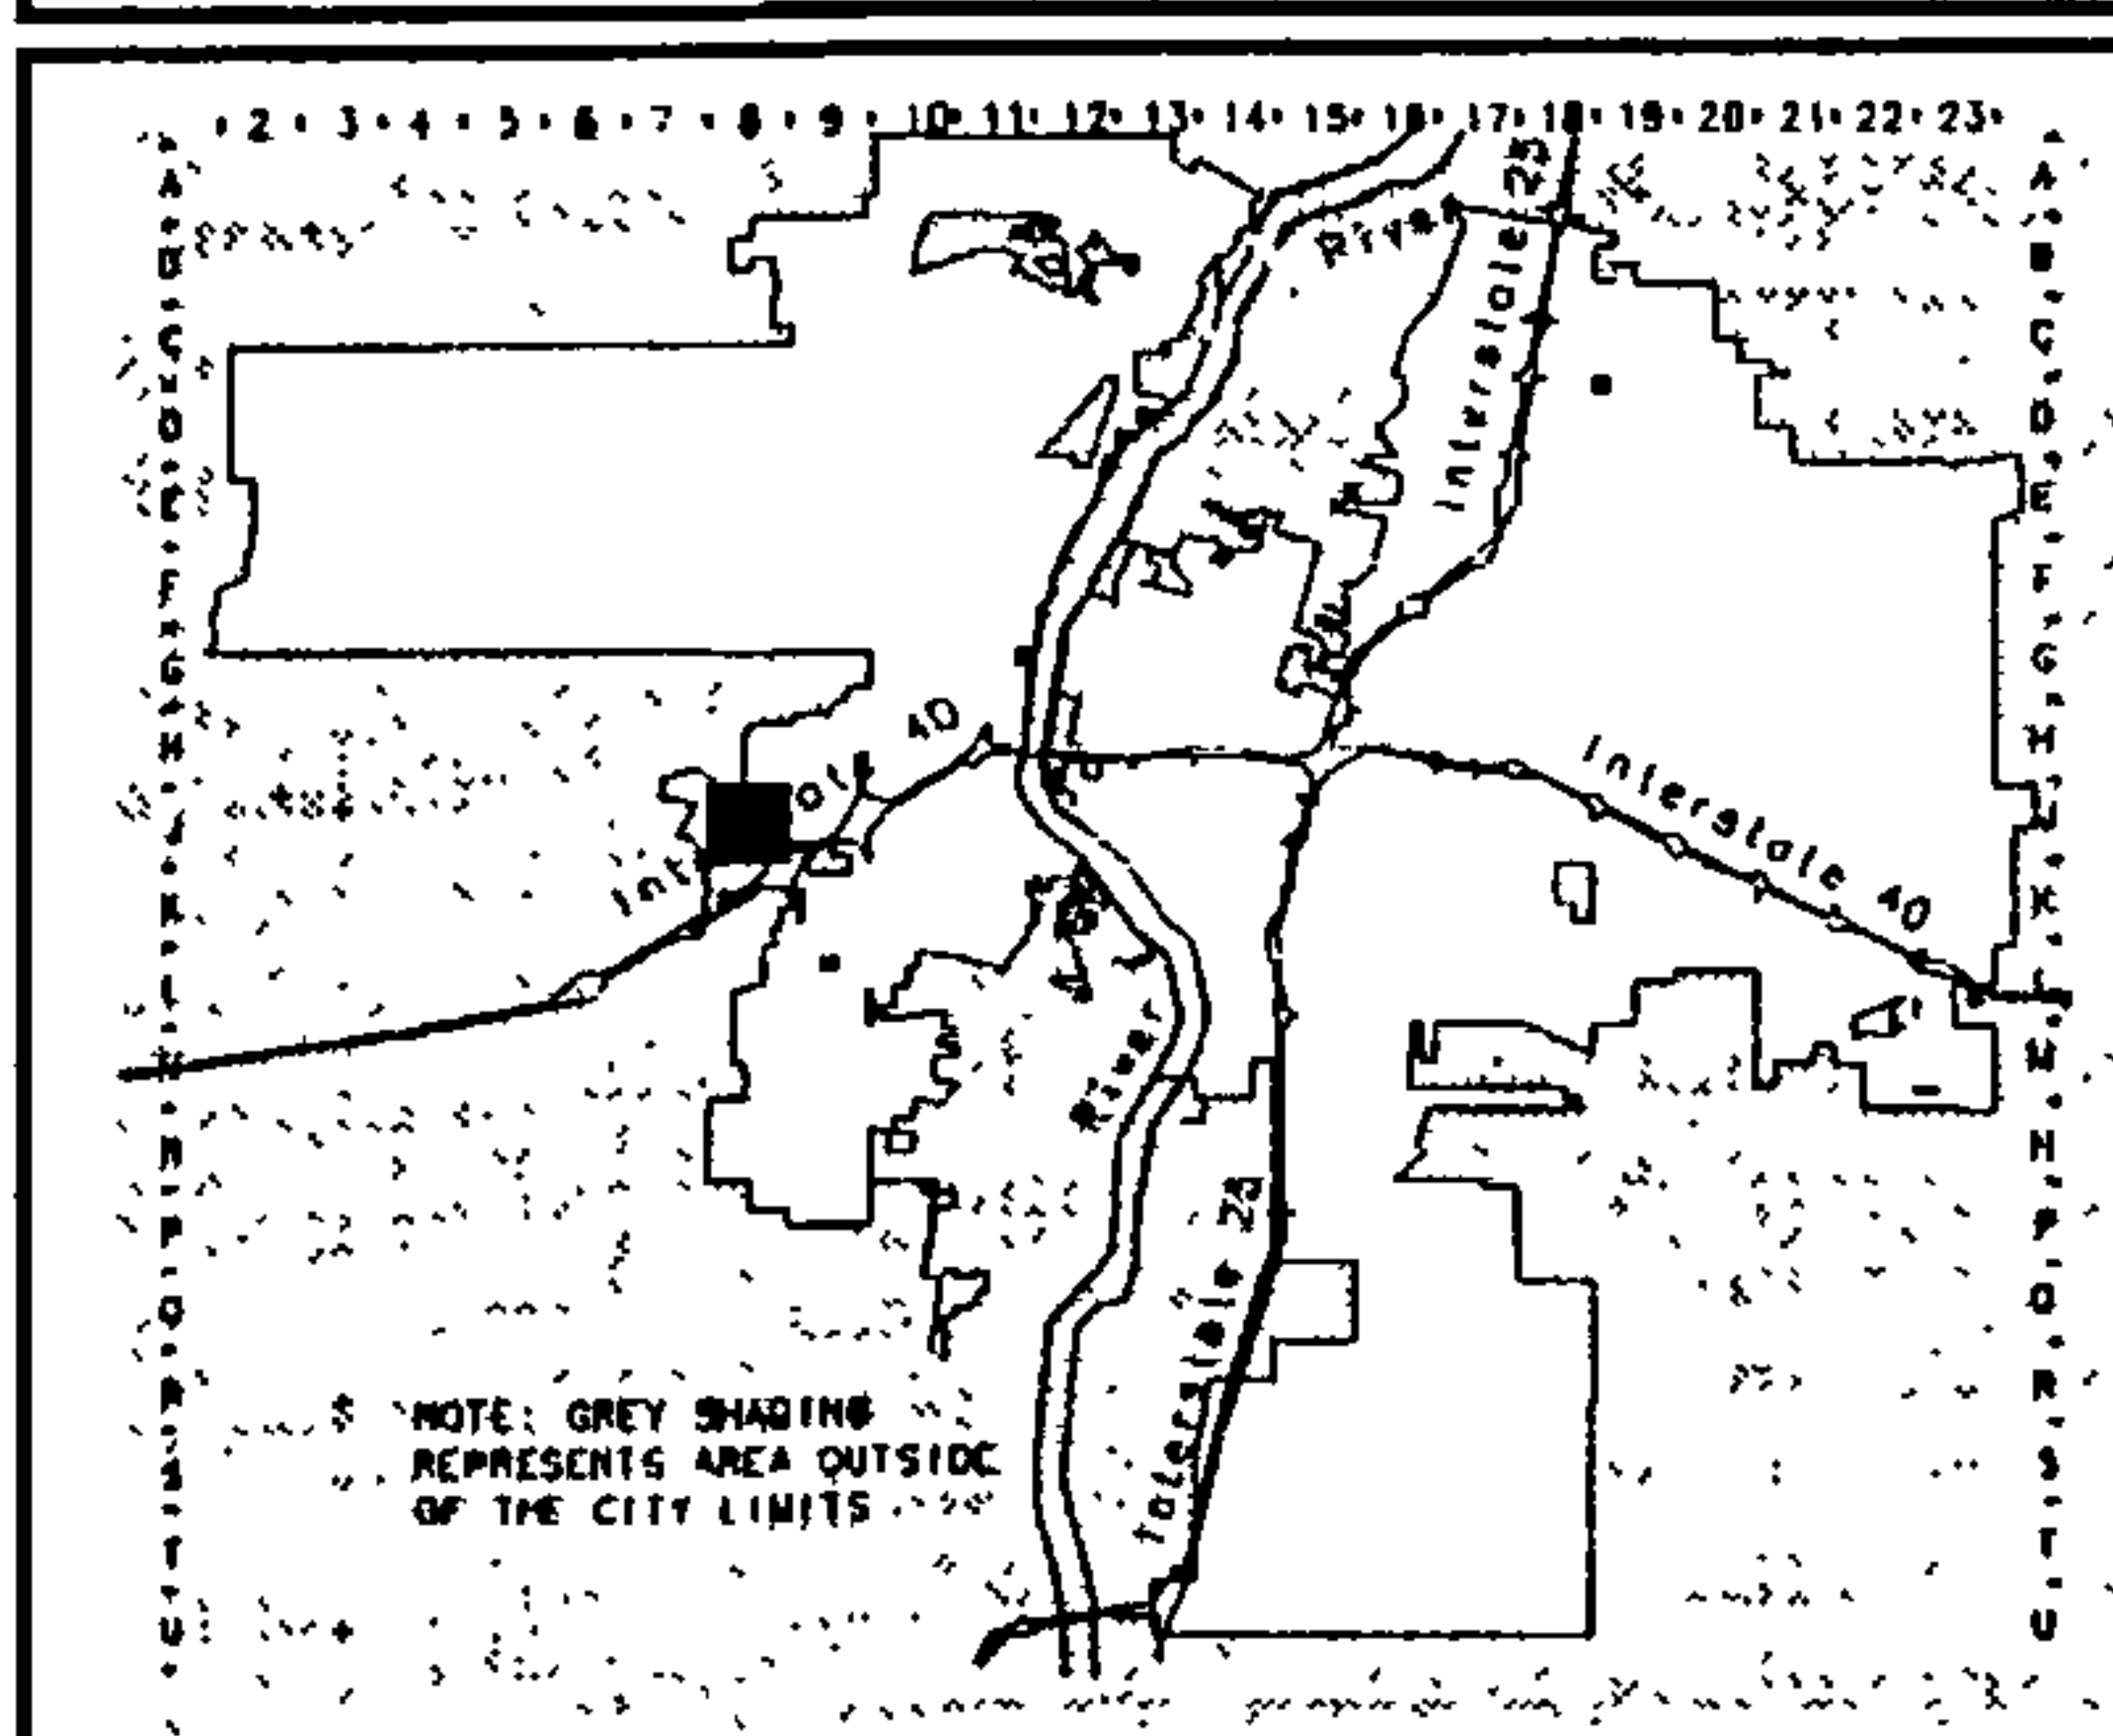 2 · 3 · 4 · 5 · 6 · 7 · 8 · 9 · 10 · 11 · 12 · 13 · 14 · 15 · 16 · 17 · 18 · 19 · 20 · 21 · 22 · 23
A · B · C · D · E · F · G · H · J · K · L · M · N · P · Q · R · S · T · U
A · B · C · D · E · F · G · H · J · K · L · M · N · P · Q · R · S · T · U
River
Interstate 25
40
Interstate 40
River
Interstate 25
NOTE: GREY SHADING
REPRESENTS AREA OUTSIDE
OF THE CITY LIMITS